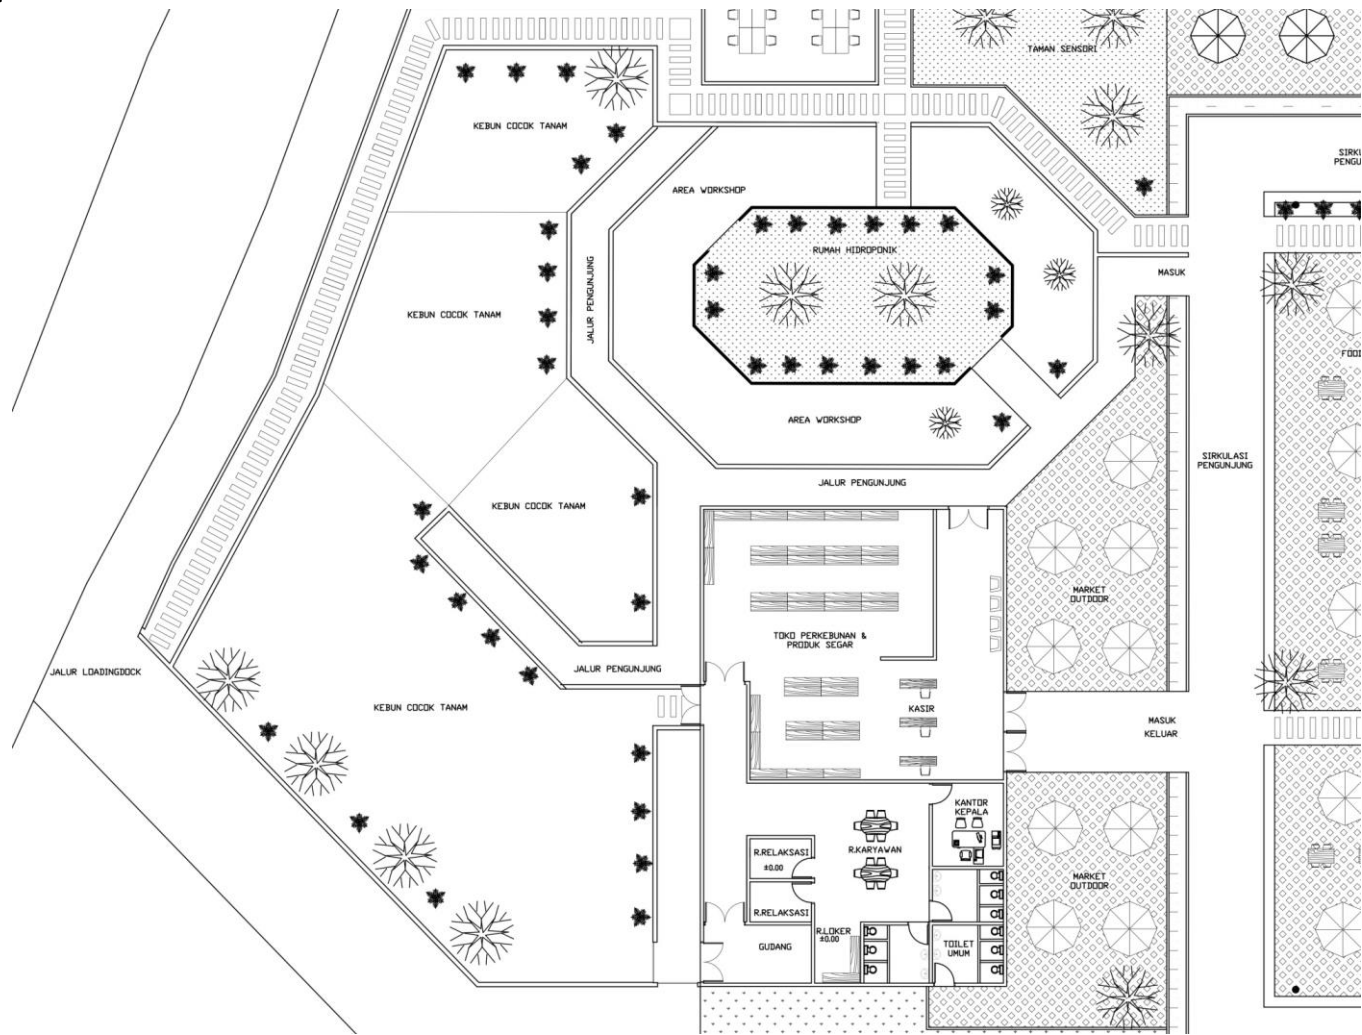 TAMAN SENSORI
KEBUN COCOK TANAM
SIRKU
PENGU
AREA WORKSHOP
RUMAH HIDROPONIK
MASUK
JALUR PENGUNJUNG
KEBUN COCOK TANAM
FOOD
AREA WORKSHOP
SIRKULASI
PENGUNJUNG
JALUR PENGUNJUNG
KEBUN COCOK TANAM
MARKET
OUTDOOR
TOKO PERKEBUNAN &
PRODUK SEGAR
JALUR LOADINGDOCK
JALUR PENGUNJUNG
KEBUN COCOK TANAM
KASIR
MASUK
KELUAR
KANTOR
KEPALA
R.RELAKSASI
±0.00
R.KARYAWAN
MARKET
OUTDOOR
R.RELAKSASI
R.LOKER
±0.00
GUDANG
TOILET
UMUM